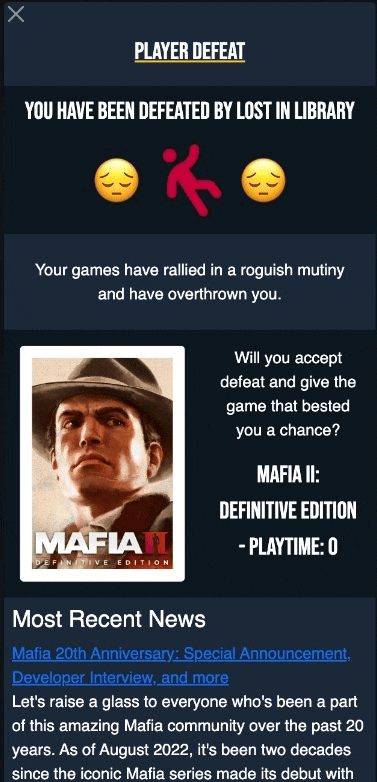 PLAYER DEFEAT
YOU HAVE BEEN DEFEATED BY LOST IN LIBRARY
Your games have rallied in a roguish mutiny
and have overthrown you.
MAFIA II
DEFINITIVE EDITION
Will you accept
defeat and give the
game that bested
you a chance?
MAFIA II:
DEFINITIVE EDITION
- PLAYTIME: 0
Most Recent News
Mafia 20th Anniversary: Special Announcement,
Developer Interview, and more
Let's raise a glass to everyone who's been a part
of this amazing Mafia community over the past 20
years. As of August 2022, it's been two decades
since the iconic Mafia series made its debut with